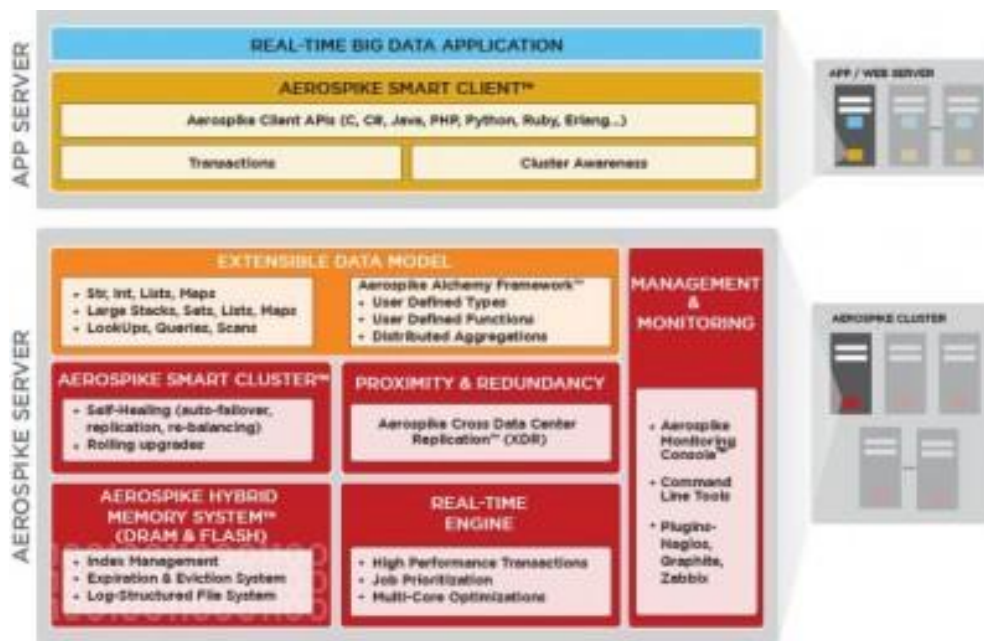 APP SERVER
REAL-TIME BIG DATA APPLICATION
AEROSPIKE SMART CLIENT™
Aerospike Client APIs (C, C#, Java, PHP, Python, Ruby, Erlang...)
Transactions
Cluster Awareness
APP / WEB SERVER
AEROSPIKE SERVER
EXTENSIBLE DATA MODEL
• Str, Int, Lists, Maps
• Large Stacks, Sets, Lists, Maps
• LookUps, Queries, Scans
Aerospike Alchemy Framework™
• User Defined Types
• User Defined Functions
• Distributed Aggregations
AEROSPIKE SMART CLUSTER™
• Self-Healing (auto-failover,
replication, re-balancing)
• Rolling upgrades
PROXIMITY & REDUNDANCY
Aerospike Cross Data Center
Replication™ (XDR)
AEROSPIKE HYBRID
MEMORY SYSTEM™
(DRAM & FLASH)
• Index Management
• Expiration & Eviction System
• Log-Structured File System
REAL-TIME
ENGINE
• High Performance Transactions
• Job Prioritization
• Multi-Core Optimizations
MANAGEMENT
&
MONITORING
• Aerospike
Monitoring
Console™
• Command
Line Tools
• Plugins-
Nagios,
Graphite,
Zabbix
AEROSPIKE CLUSTER